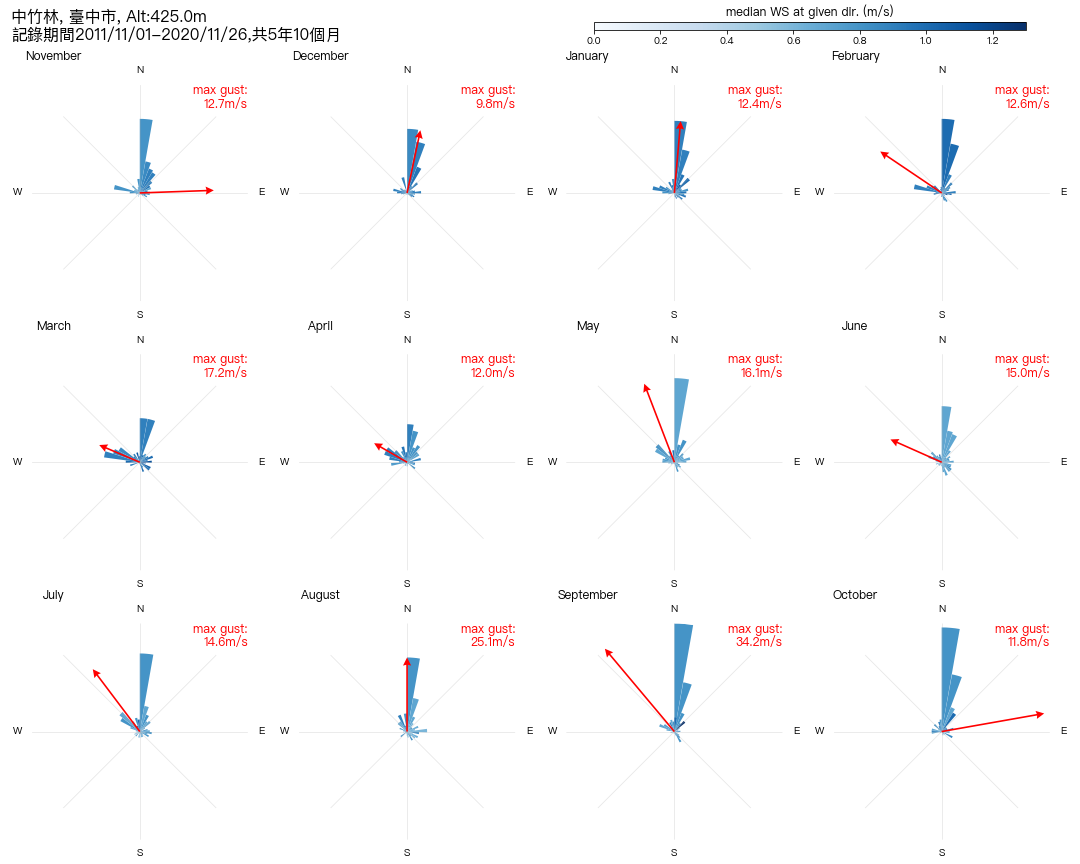 中竹林, 臺中市, Alt:425.0m
記錄期間2011/11/01-2020/11/26,共5年10個月
median WS at given dir. (m/s)
0.0 0.2 0.4 0.6 0.8 1.0 1.2
November December January February
N N N N
max gust: max gust: max gust: max gust:
12.7m/s 9.8m/s 12.4m/s 12.6m/s
W E W E W E W E
S S S S
March April May June
N N N N
max gust: max gust: max gust: max gust:
17.2m/s 12.0m/s 16.1m/s 15.0m/s
W E W E W E W E
S S S S
July August September October
N N N N
max gust: max gust: max gust: max gust:
14.6m/s 25.1m/s 34.2m/s 11.8m/s
W E W E W E W E
S S S S